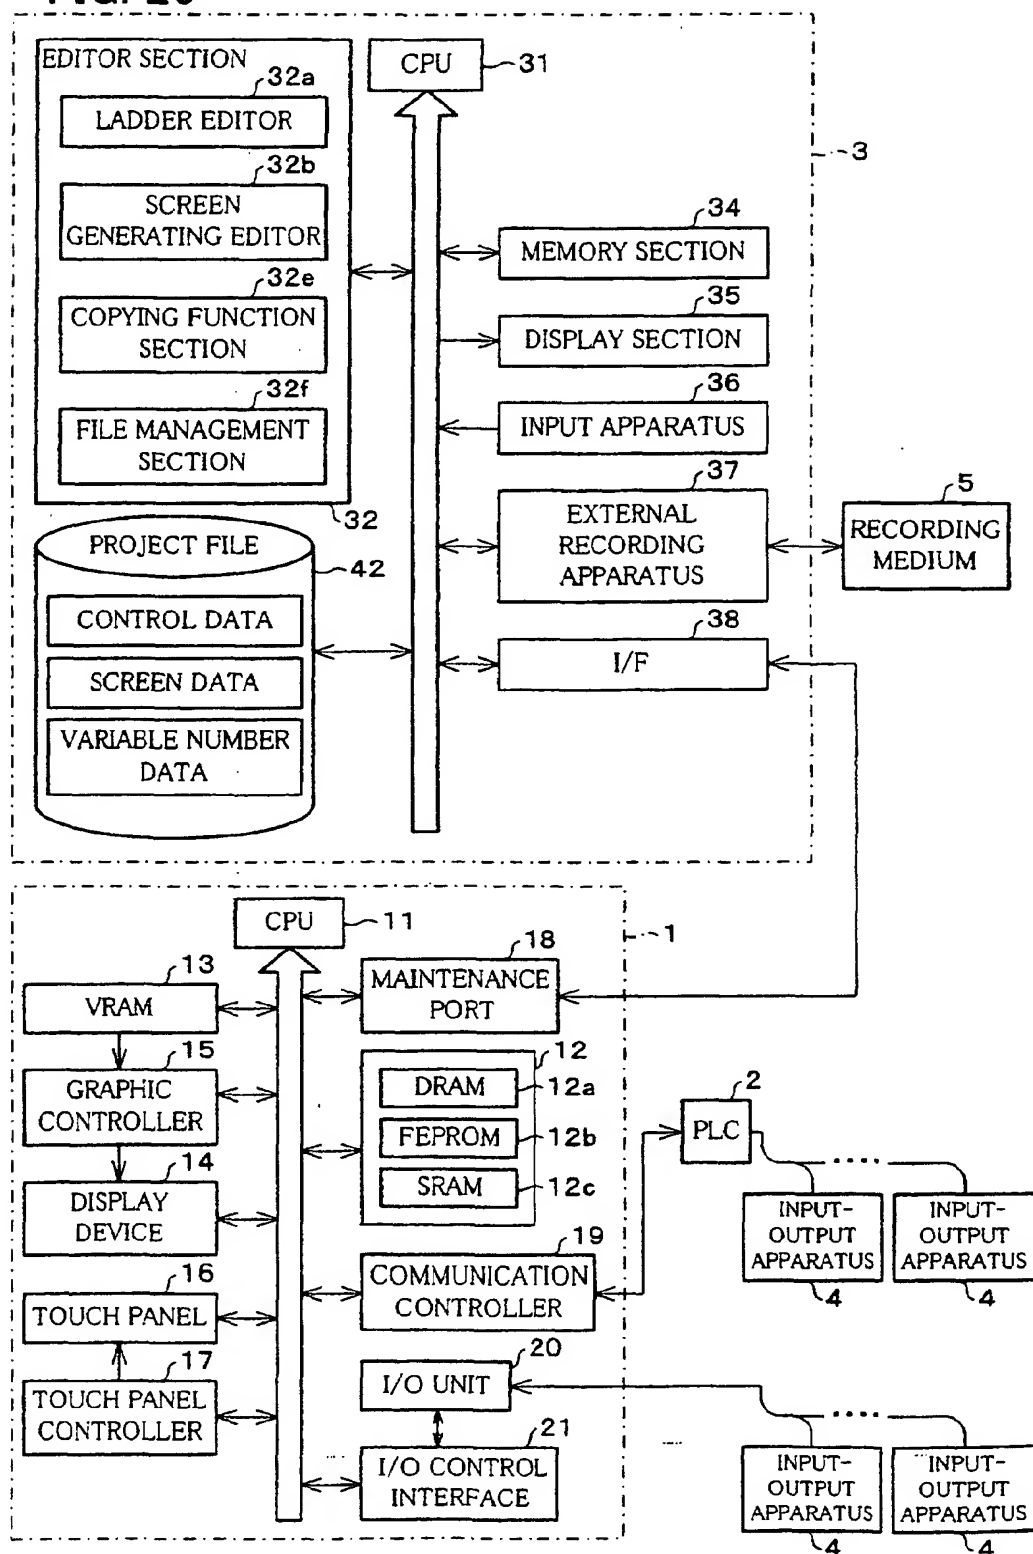 EDITOR SECTION
32a
LADDER EDITOR
32b
SCREEN
GENERATING EDITOR
32e
COPYING FUNCTION
SECTION
32f
FILE MANAGEMENT
SECTION
32
PROJECT FILE
42
CONTROL DATA
SCREEN DATA
VARIABLE NUMBER
DATA
CPU
31
3
34
MEMORY SECTION
35
DISPLAY SECTION
36
INPUT APPARATUS
37
EXTERNAL
RECORDING
APPARATUS
5
RECORDING
MEDIUM
38
I/F
CPU
11
1
13
VRAM
15
GRAPHIC
CONTROLLER
14
DISPLAY
DEVICE
16
TOUCH PANEL
17
TOUCH PANEL
CONTROLLER
18
MAINTENANCE
PORT
12
DRAM
12a
FEPROM
12b
SRAM
12c
19
COMMUNICATION
CONTROLLER
20
I/O UNIT
21
I/O CONTROL
INTERFACE
2
PLC
INPUT-
OUTPUT
APPARATUS
4
INPUT-
OUTPUT
APPARATUS
4
INPUT-
OUTPUT
APPARATUS
4
INPUT-
OUTPUT
APPARATUS
4